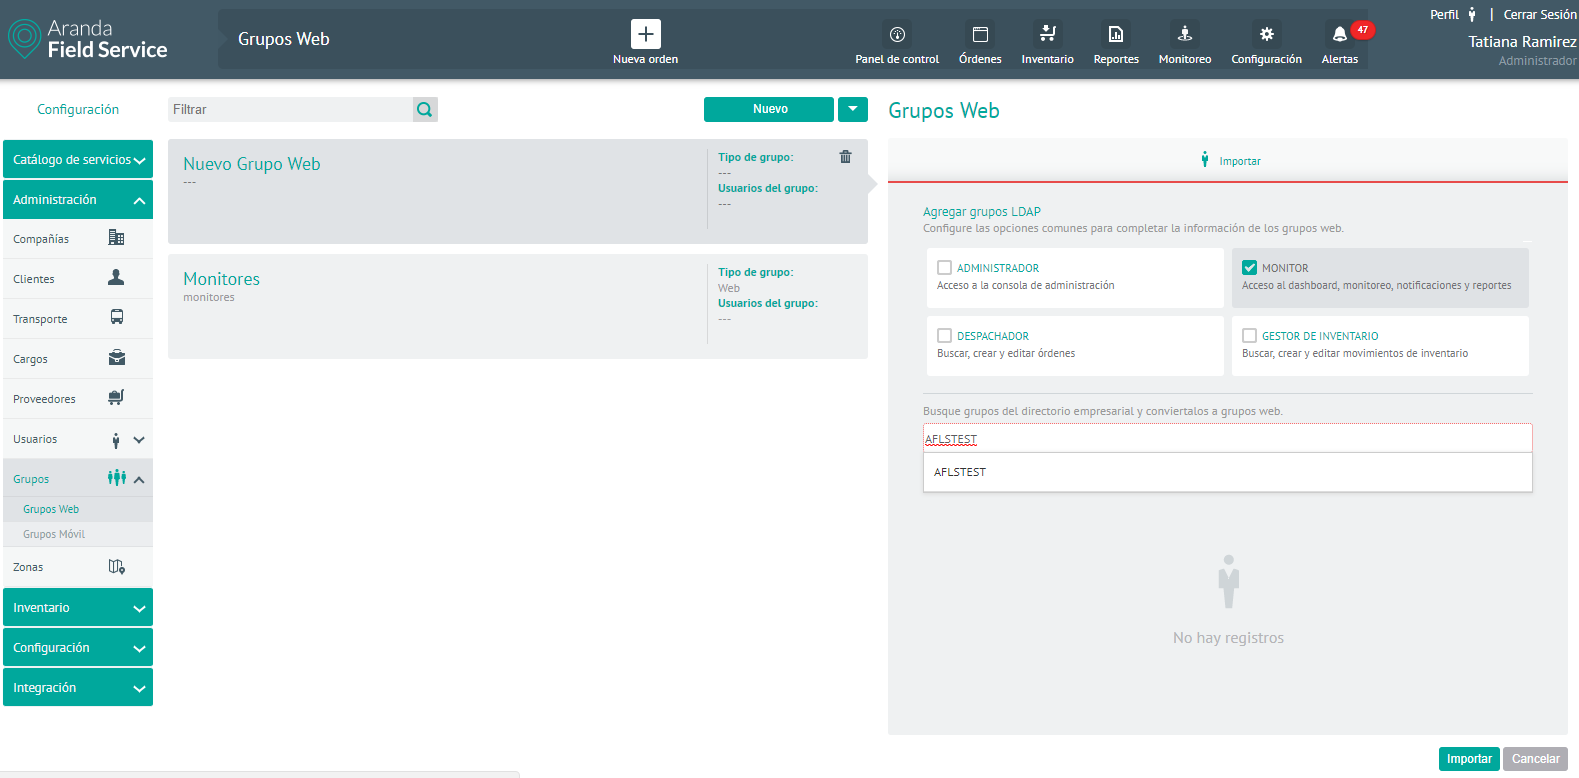 Aranda
Field Service
Grupos Web
Nueva orden
Panel de control
Órdenes
Inventario
Reportes
Monitoreo
Configuración
Alertas
47
Perfil | Cerrar Sesión
Tatiana Ramirez
Administrador
Configuración
Catálogo de servicios
Administración
Compañías
Clientes
Transporte
Cargos
Proveedores
Usuarios
Grupos
Grupos Web
Grupos Móvil
Zonas
Inventario
Configuración
Integración
Filtrar
Nuevo
Nuevo Grupo Web
---
Tipo de grupo:
---
Usuarios del grupo:
---
Monitores
monitores
Tipo de grupo:
Web
Usuarios del grupo:
---
Grupos Web
Importar
Agregar grupos LDAP
Configure las opciones comunes para completar la información de los grupos web.
ADMINISTRADOR
Acceso a la consola de administración
MONITOR
Acceso al dashboard, monitoreo, notificaciones y reportes
DESPACHADOR
Buscar, crear y editar órdenes
GESTOR DE INVENTARIO
Buscar, crear y editar movimientos de inventario
Busque grupos del directorio empresarial y conviertalos a grupos web.
AFLSTEST
AFLSTEST
No hay registros
Importar
Cancelar